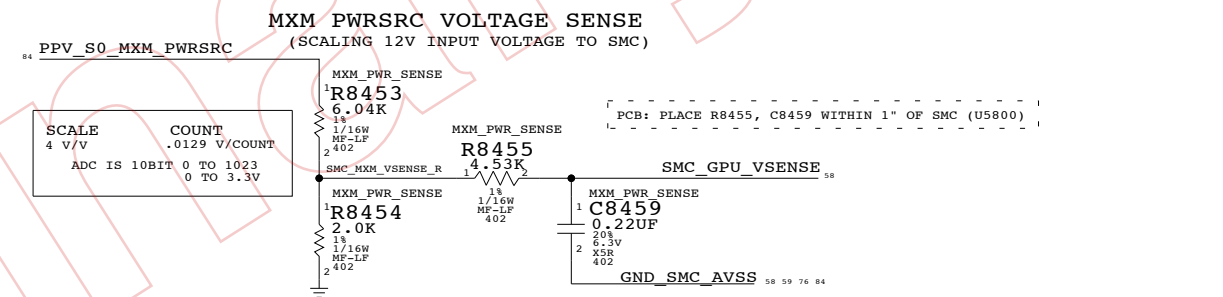 MXM PWRSRC VOLTAGE SENSE
(SCALING 12V INPUT VOLTAGE TO SMC)
84 PPV_S0_MXM_PWRSRC
MXM_PWR_SENSE
1
R8453
6.04K
1%
1/16W
MF-LF
402
2
SCALE COUNT
4 V/V .0129 V/COUNT
ADC IS 10BIT 0 TO 1023
0 TO 3.3V
PCB: PLACE R8455, C8459 WITHIN 1" OF SMC (U5800)
MXM_PWR_SENSE
R8455
4.53K
1 2
1%
1/16W
MF-LF
402
SMC_MXM_VSENSE_R
SMC_GPU_VSENSE 58
MXM_PWR_SENSE
1
R8454
2.0K
1%
1/16W
MF-LF
402
2
MXM_PWR_SENSE
1
C8459
0.22UF
20%
6.3V
X5R
402
2
GND_SMC_AVSS 58 59 76 84